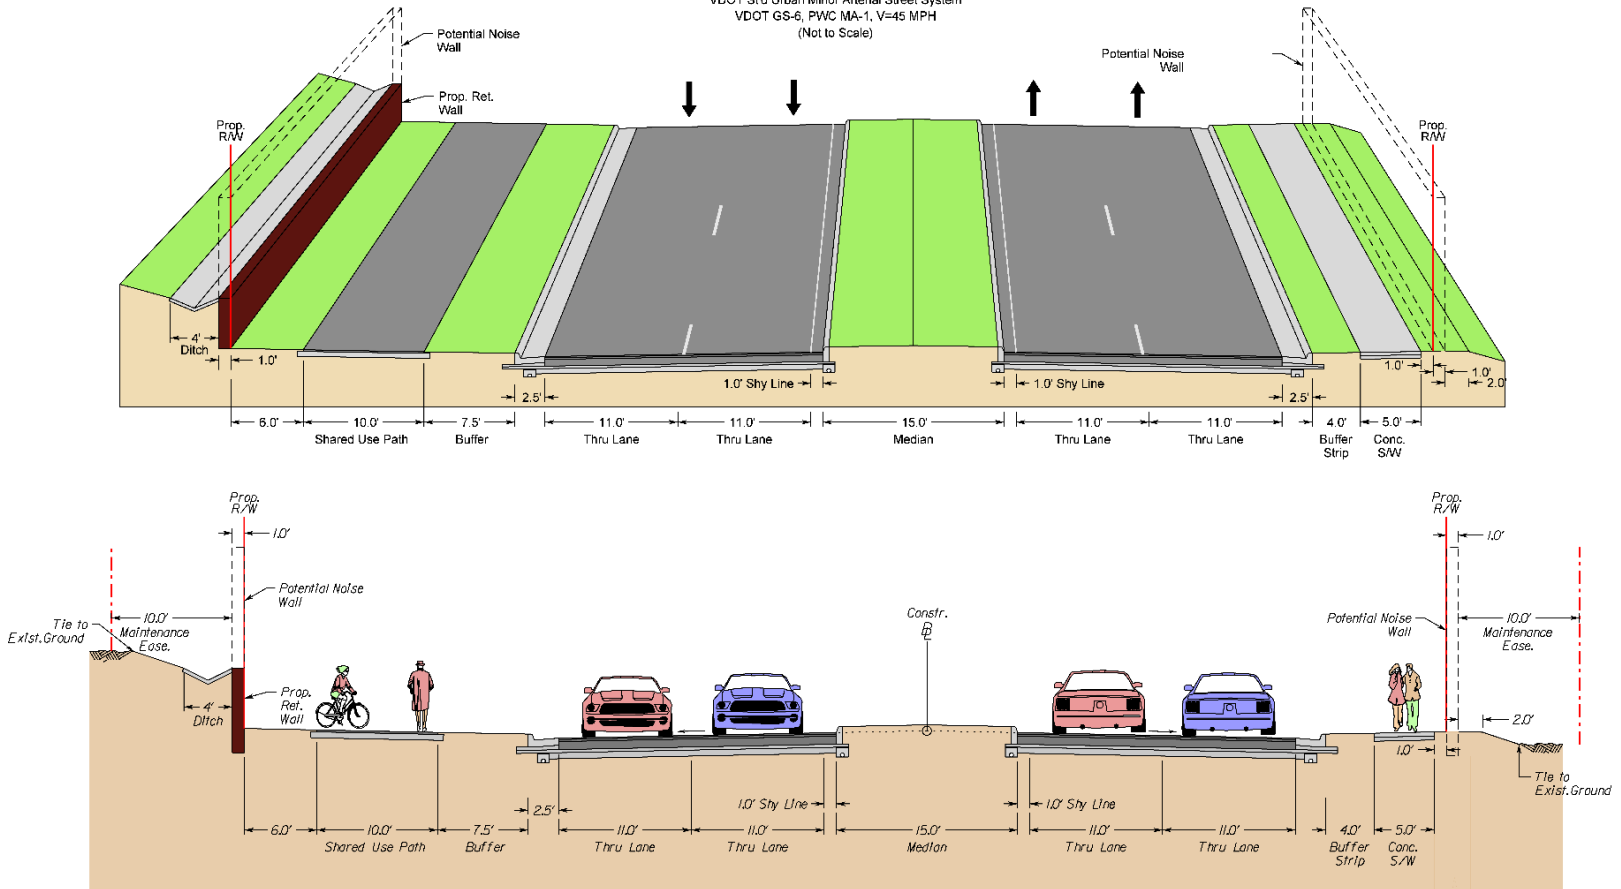 VDOT Std Urban Minor Arterial Street System
VDOT GS-6, PWC MA-1, V=45 MPH
(Not to Scale)
Potential Noise
Wall
Potential Noise
Wall
Prop. Ret.
Wall
Prop.
R/W
Prop.
R/W
4'
Ditch
1.0'
1.0'
1.0'
2.0'
1.0' Shy Line
1.0' Shy Line
2.5'
2.5'
6.0'
10.0'
7.5'
11.0'
11.0'
15.0'
11.0'
11.0'
4.0'
5.0'
Shared Use Path
Buffer
Thru Lane
Thru Lane
Median
Thru Lane
Thru Lane
Buffer
Strip
Conc.
S/W
Prop.
R/W
Prop.
R/W
1.0'
1.0'
Potential Noise
Wall
Potential Noise
Wall
10.0'
Maintenance
Ease.
10.0'
Maintenance
Ease.
Tie to
Exist.Ground
Constr.
BL
4'
Ditch
Prop.
Ret.
Wall
2.0'
1.0'
Tie to
Exist.Ground
2.5'
1.0' Shy Line
1.0' Shy Line
6.0'
10.0'
7.5'
11.0'
11.0'
15.0'
11.0'
11.0'
4.0'
5.0'
Shared Use Path
Buffer
Thru Lane
Thru Lane
Median
Thru Lane
Thru Lane
Buffer
Strip
Conc.
S/W